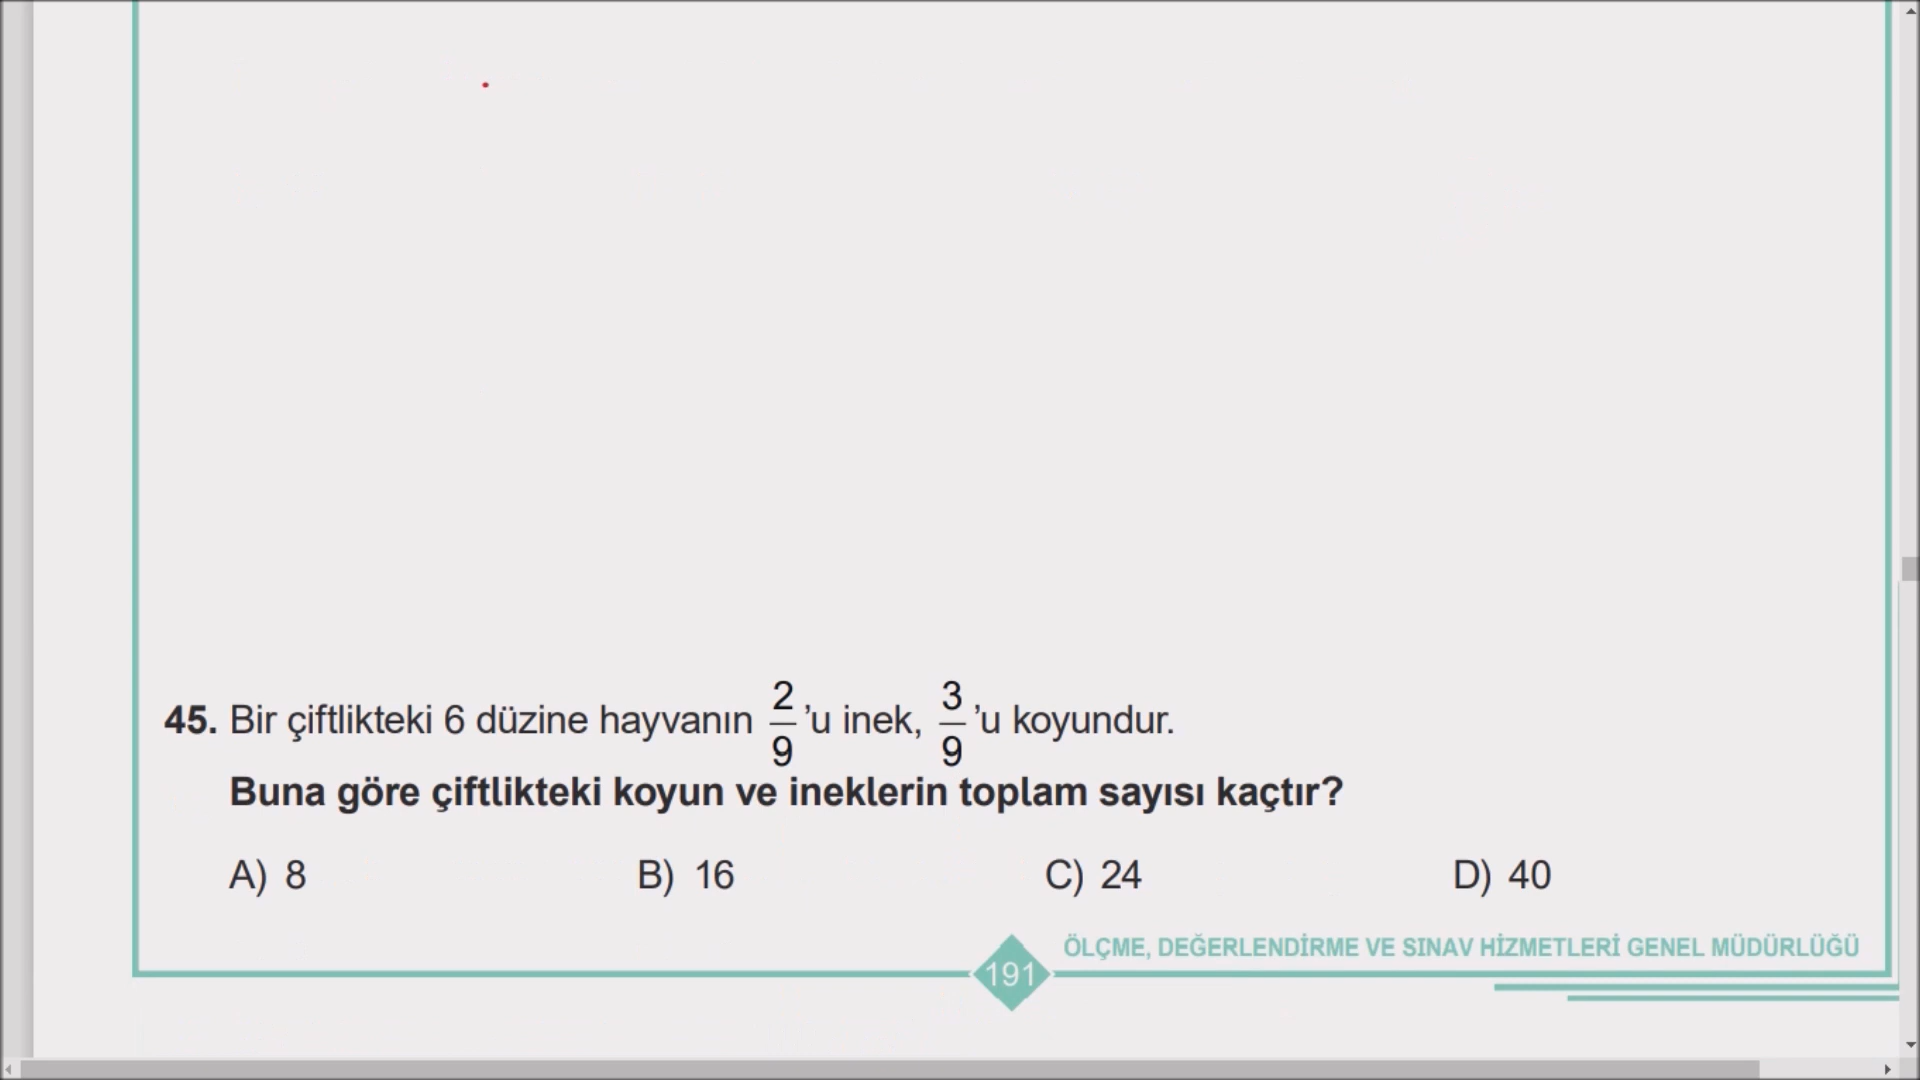 45. Bir çiftlikteki 6 düzine hayvanın 2/9 'u inek, 3/9 'u koyundur.
Buna göre çiftlikteki koyun ve ineklerin toplam sayısı kaçtır?
A) 8 B) 16 C) 24 D) 40
ÖLÇME, DEĞERLENDİRME VE SINAV HİZMETLERİ GENEL MÜDÜRLÜĞÜ
191